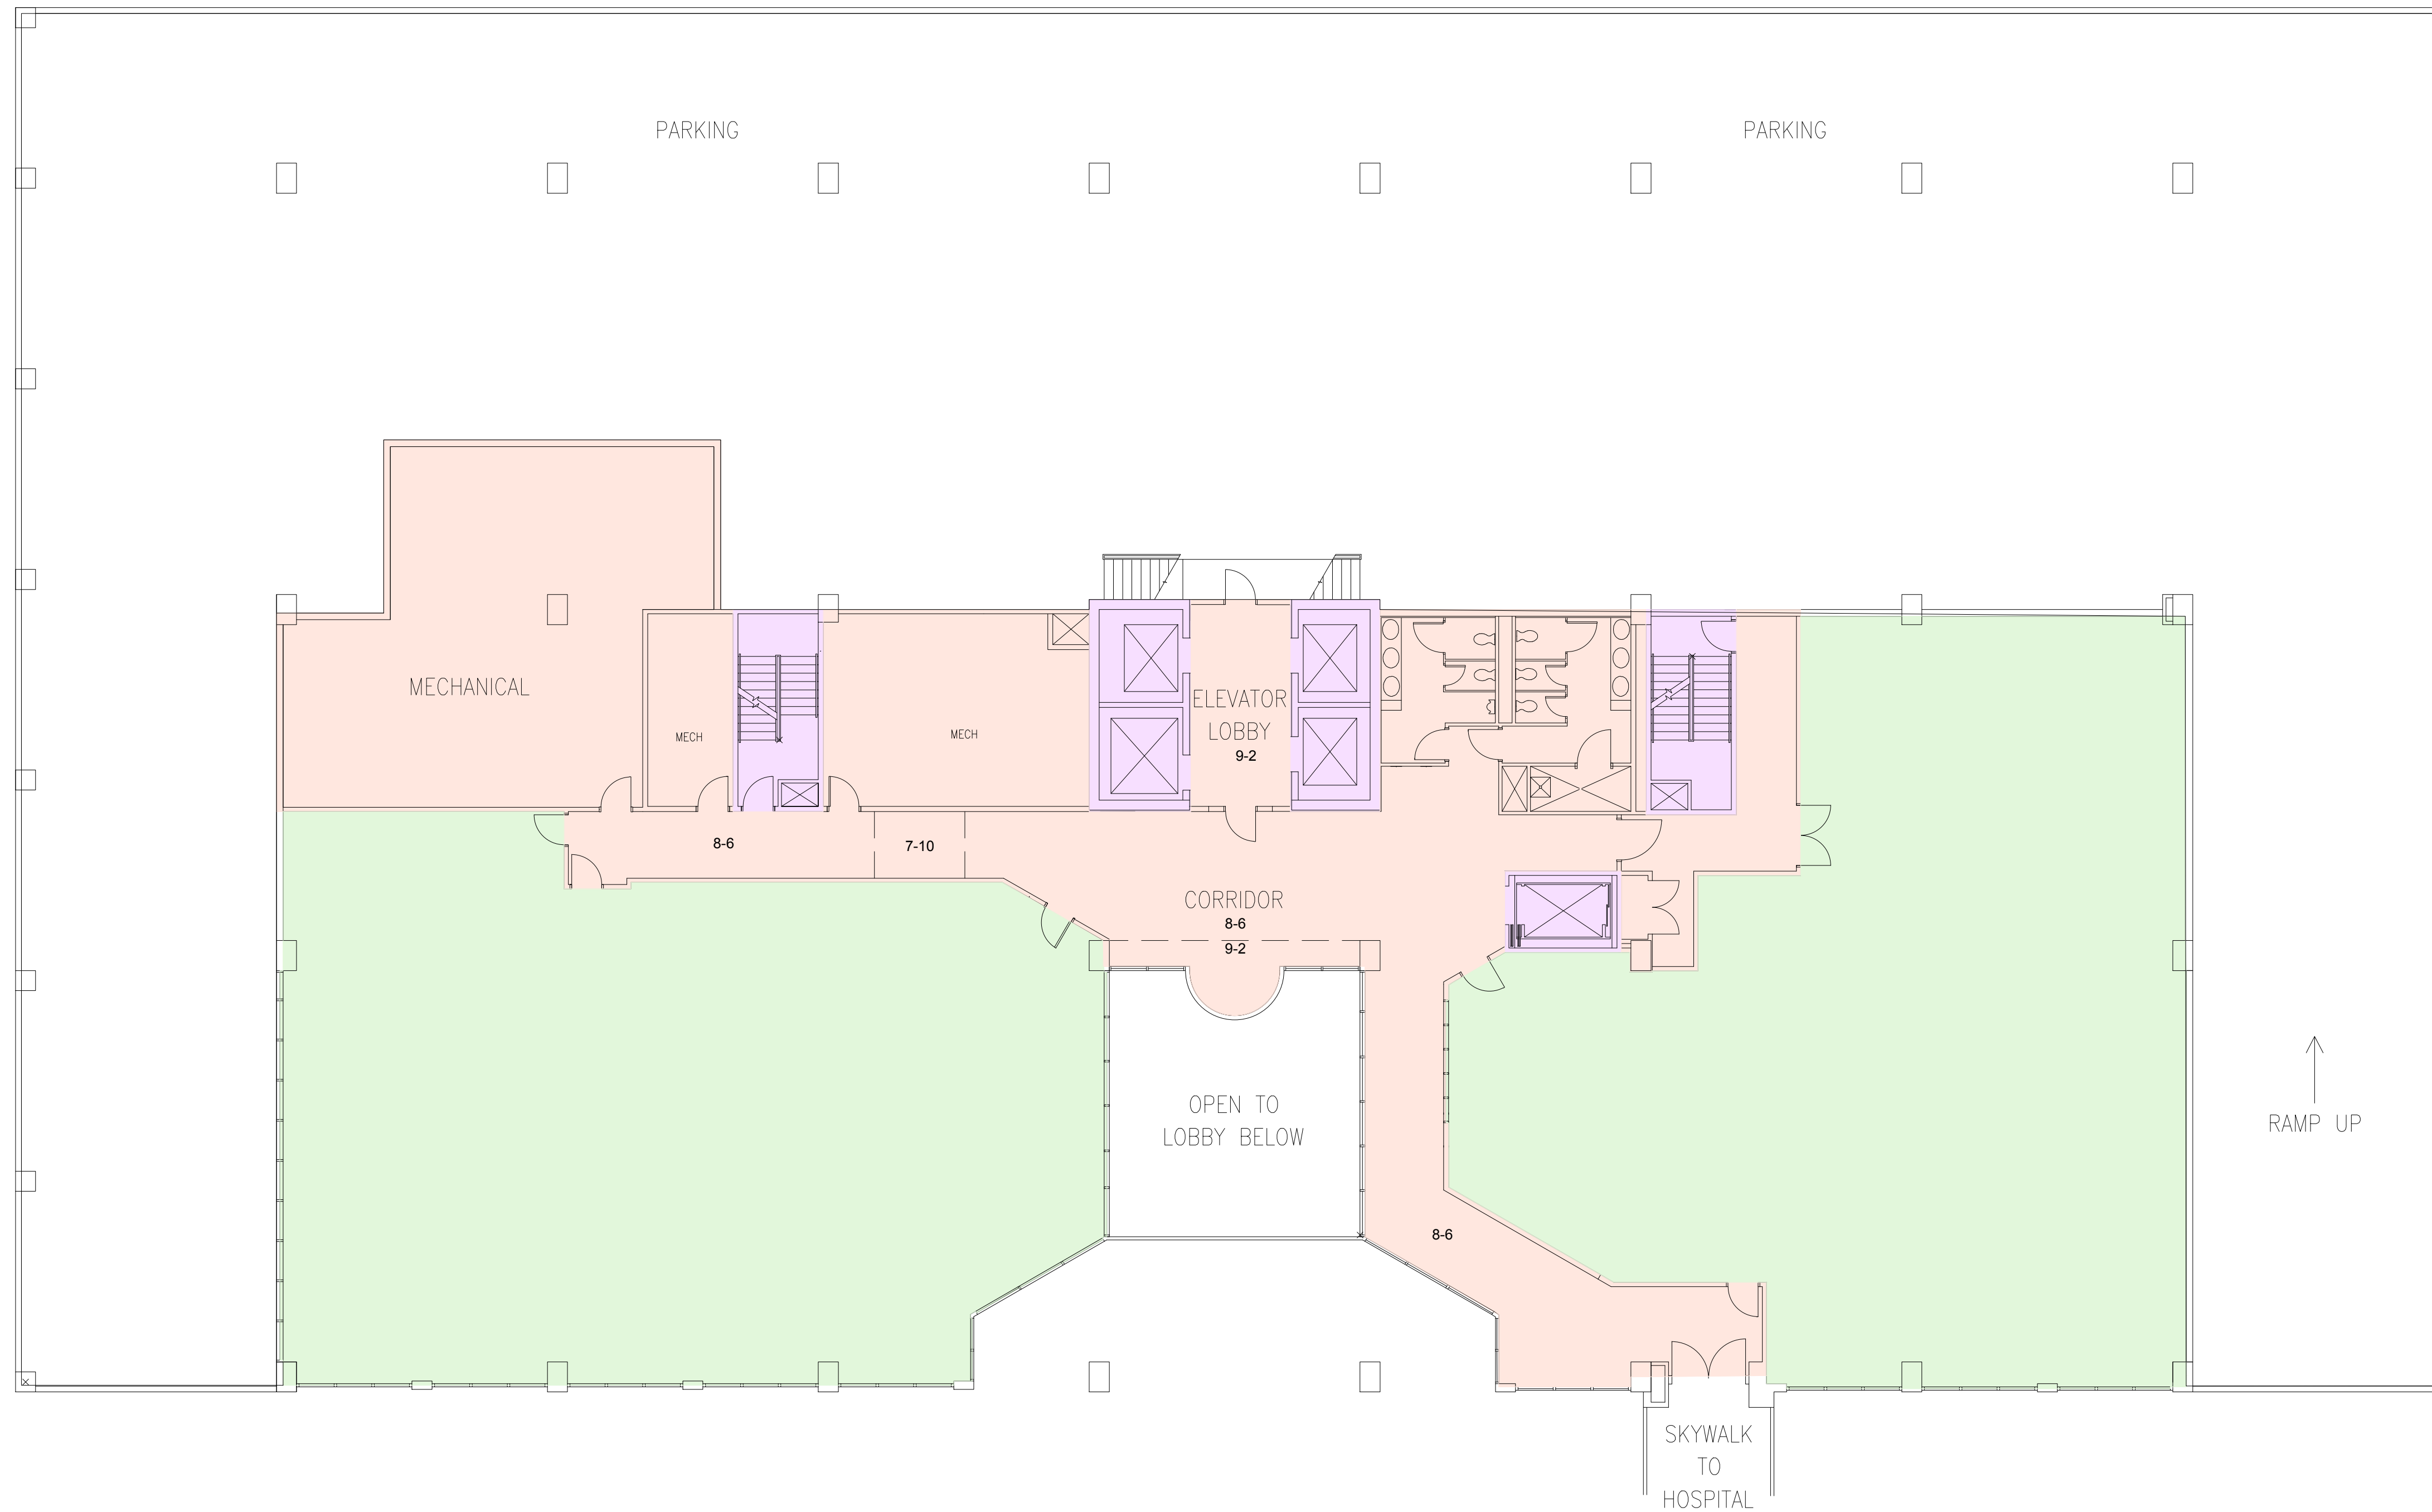 PARKING
PARKING
MECHANICAL
MECH
MECH
ELEVATOR
LOBBY
9-2
8-6
7-10
CORRIDOR
8-6
9-2
OPEN TO
LOBBY BELOW
RAMP UP
8-6
SKYWALK
TO
HOSPITAL